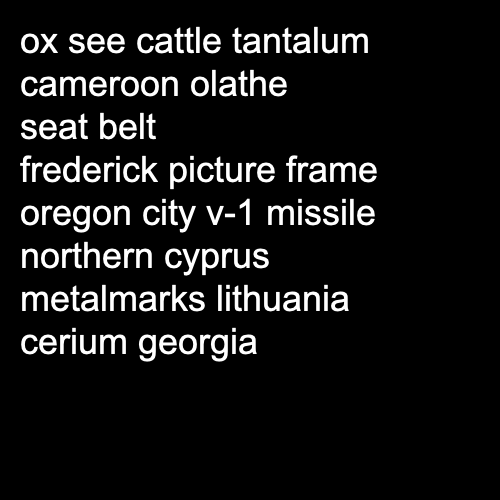 ox see cattle tantalum
cameroon olathe
seat belt
frederick picture frame
oregon city v-1 missile
northern cyprus
metalmarks lithuania
cerium georgia